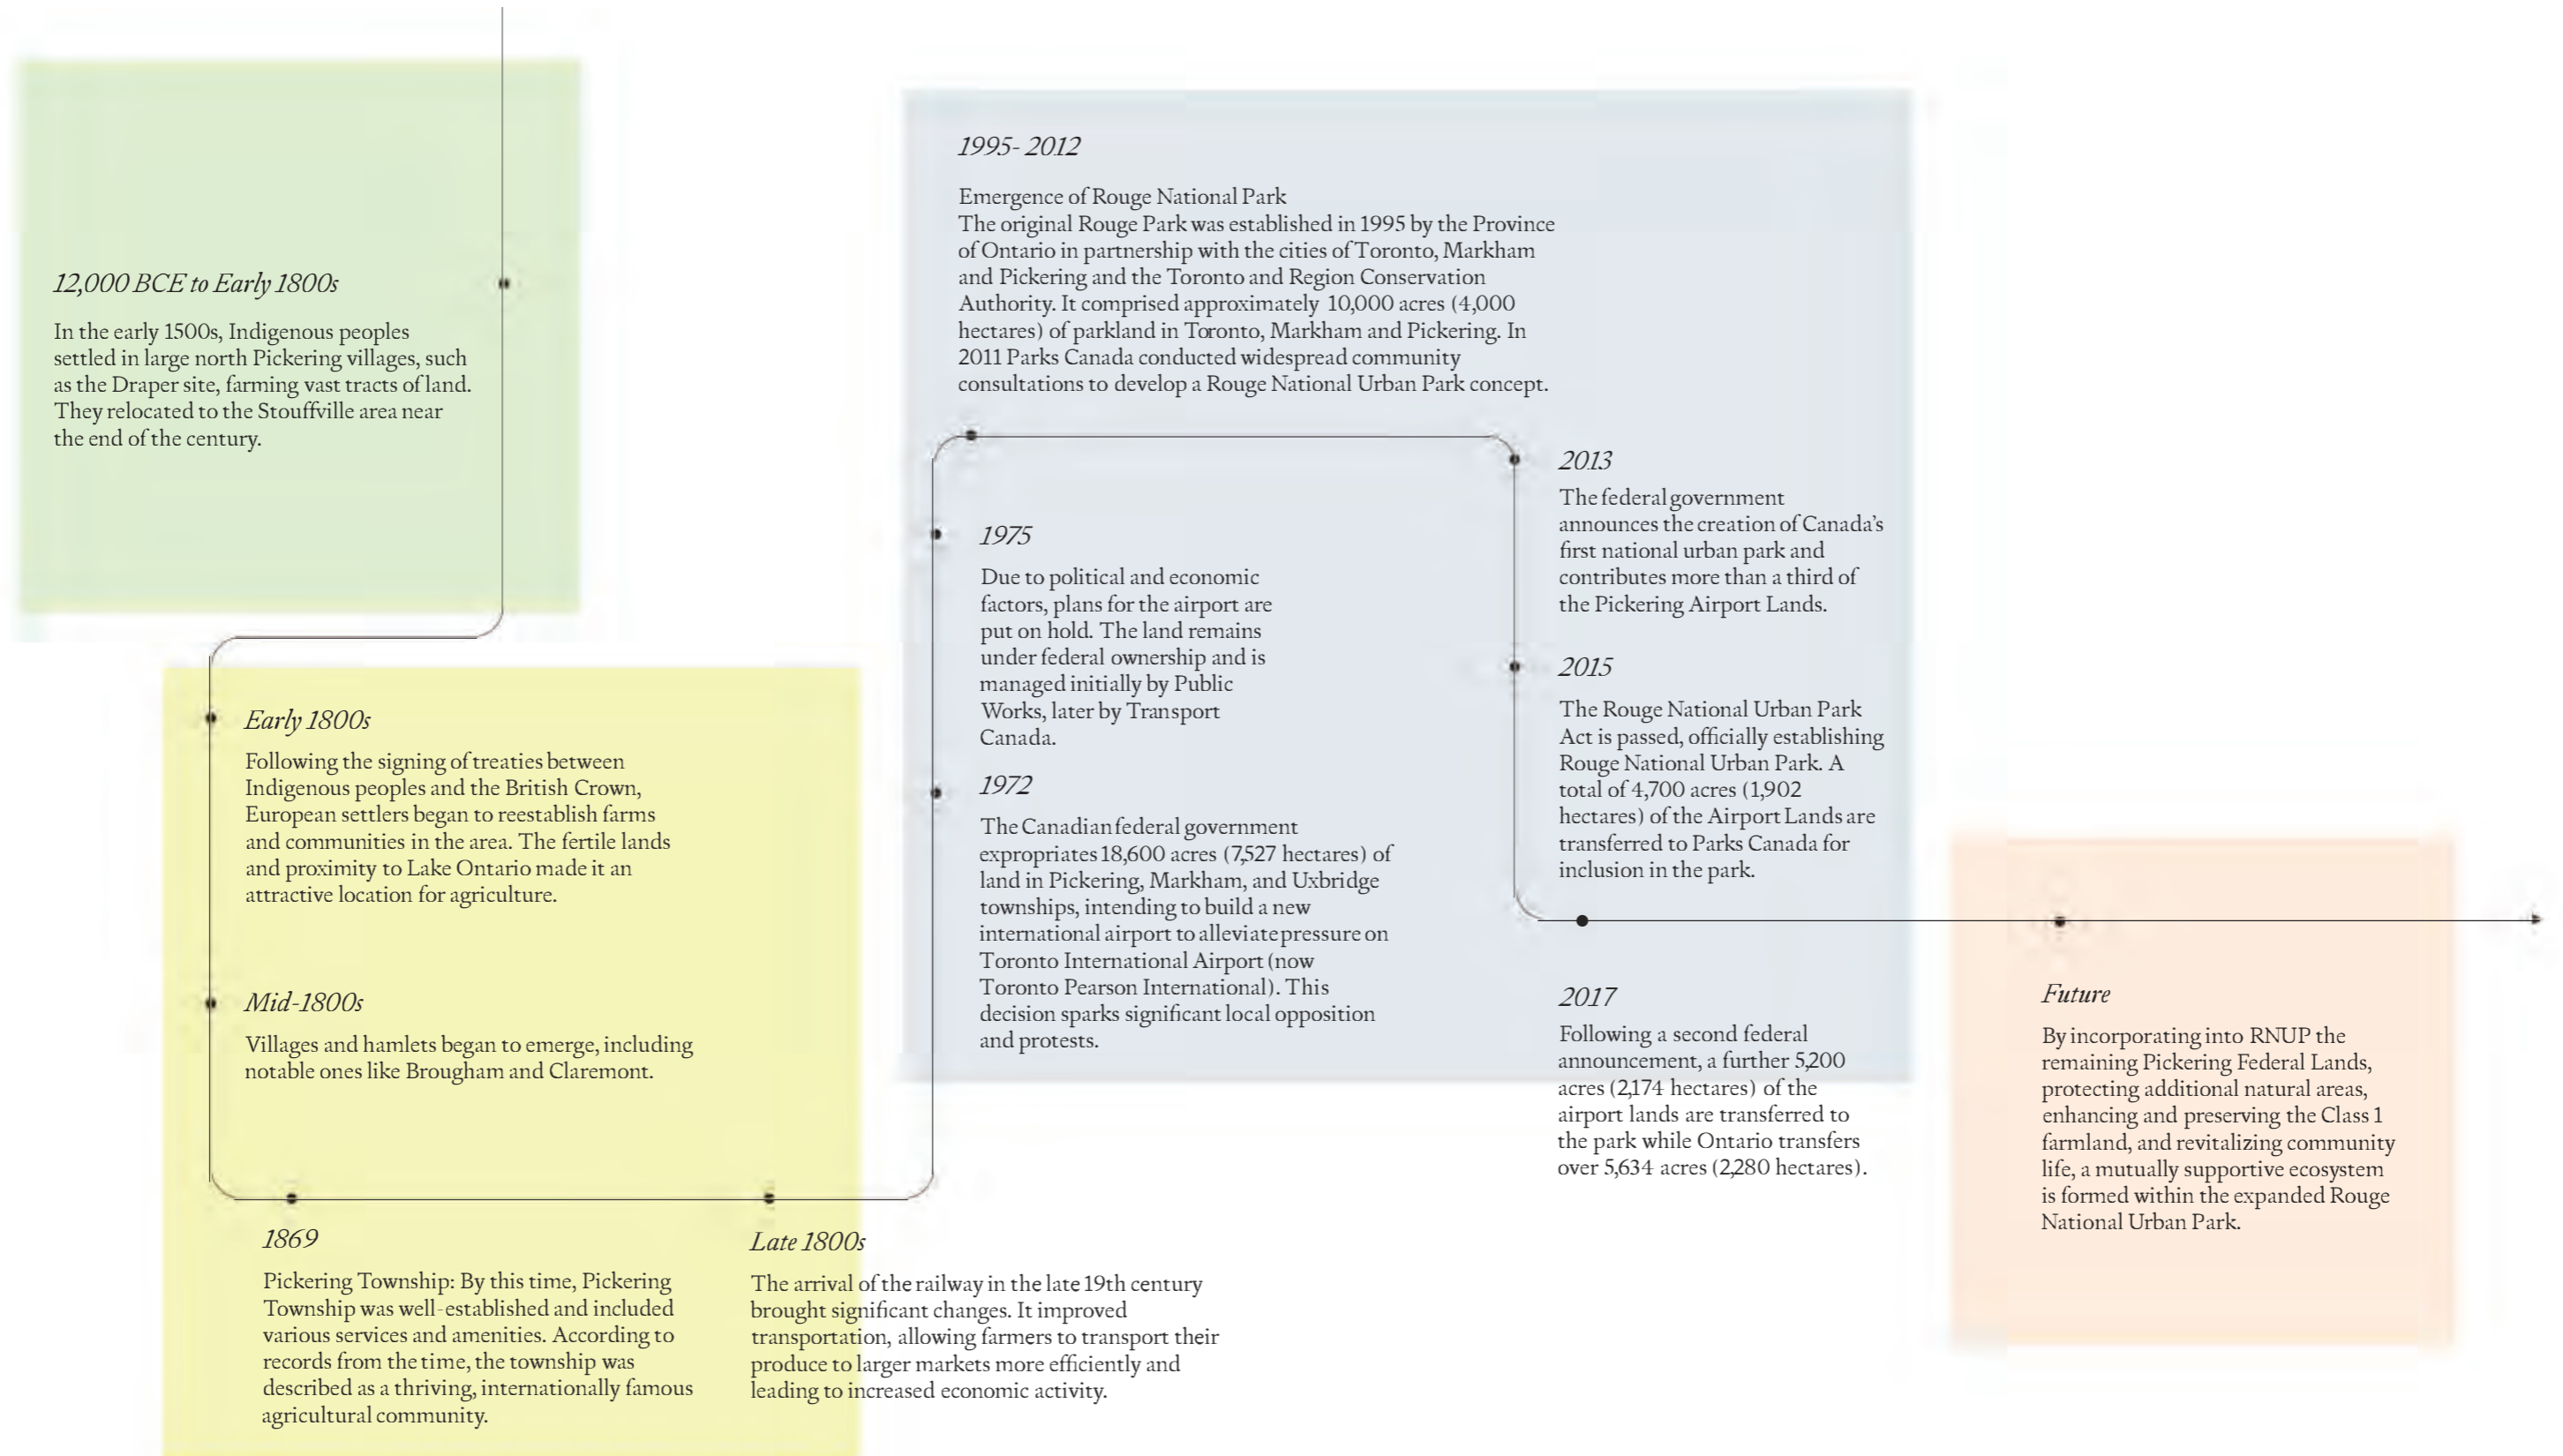 12,000 BCE to Early 1800s
In the early 1500s, Indigenous peoples
settled in large north Pickering villages, such
as the Draper site, farming vast tracts of land.
They relocated to the Stouffville area near
the end of the century.
Early 1800s
Following the signing of treaties between
Indigenous peoples and the British Crown,
European settlers began to reestablish farms
and communities in the area. The fertile lands
and proximity to Lake Ontario made it an
attractive location for agriculture.
Mid-1800s
Villages and hamlets began to emerge, including
notable ones like Brougham and Claremont.
1869
Pickering Township: By this time, Pickering
Township was well-established and included
various services and amenities. According to
records from the time, the township was
described as a thriving, internationally famous
agricultural community.
Late 1800s
The arrival of the railway in the late 19th century
brought significant changes. It improved
transportation, allowing farmers to transport their
produce to larger markets more efficiently and
leading to increased economic activity.
1972
The Canadian federal government
expropriates 18,600 acres (7,527 hectares) of
land in Pickering, Markham, and Uxbridge
townships, intending to build a new
international airport to alleviate pressure on
Toronto International Airport (now
Toronto Pearson International). This
decision sparks significant local opposition
and protests.
1975
Due to political and economic
factors, plans for the airport are
put on hold. The land remains
under federal ownership and is
managed initially by Public
Works, later by Transport
Canada.
1995- 2012
Emergence of Rouge National Park
The original Rouge Park was established in 1995 by the Province
of Ontario in partnership with the cities of Toronto, Markham
and Pickering and the Toronto and Region Conservation
Authority. It comprised approximately 10,000 acres (4,000
hectares) of parkland in Toronto, Markham and Pickering. In
2011 Parks Canada conducted widespread community
consultations to develop a Rouge National Urban Park concept.
2013
The federal government
announces the creation of Canada's
first national urban park and
contributes more than a third of
the Pickering Airport Lands.
2015
The Rouge National Urban Park
Act is passed, officially establishing
Rouge National Urban Park. A
total of 4,700 acres (1,902
hectares) of the Airport Lands are
transferred to Parks Canada for
inclusion in the park.
2017
Following a second federal
announcement, a further 5,200
acres (2,174 hectares) of the
airport lands are transferred to
the park while Ontario transfers
over 5,634 acres (2,280 hectares).
Future
By incorporating into RNUP the
remaining Pickering Federal Lands,
protecting additional natural areas,
enhancing and preserving the Class 1
farmland, and revitalizing community
life, a mutually supportive ecosystem
is formed within the expanded Rouge
National Urban Park.